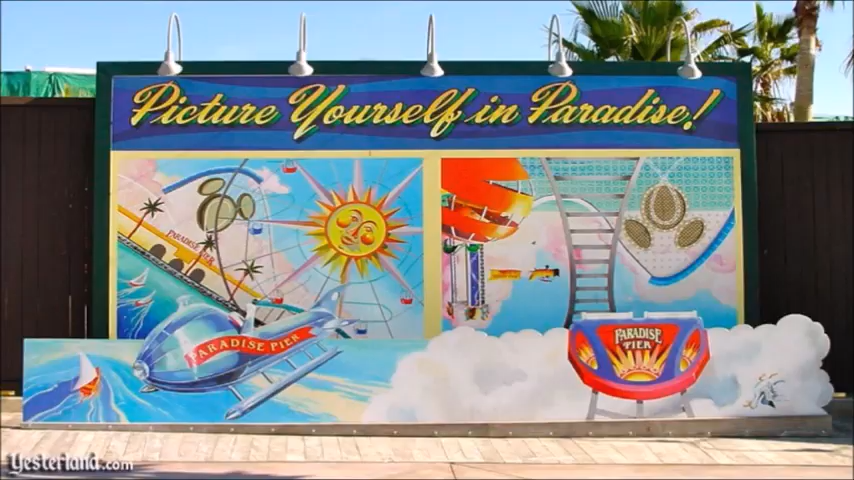 Picture Yourself in Paradise!
PARADISE PIER
PARADISE PIER
PARADISE
PIER
Yesterland.com